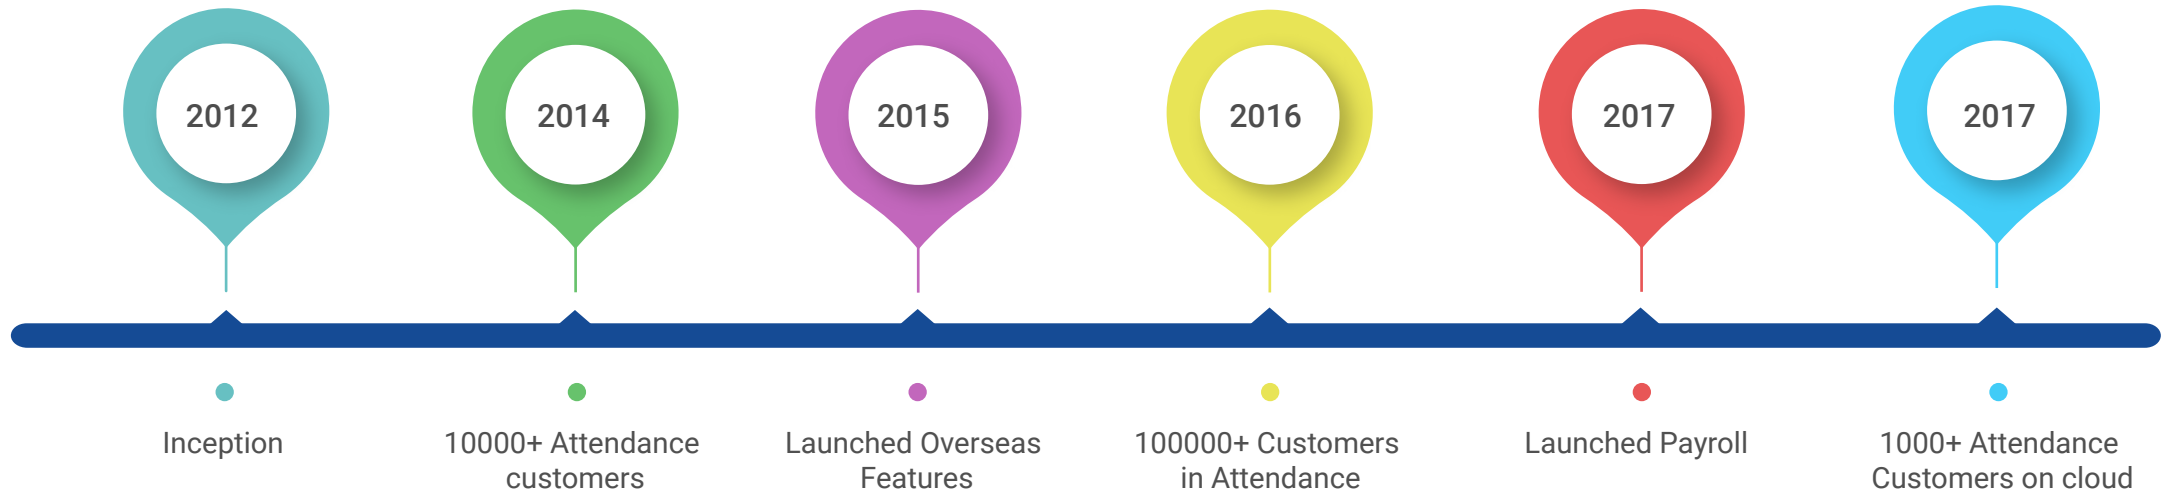 2012
2014
2015
2016
2017
2017
Inception
10000+ Attendance
customers
Launched Overseas
Features
100000+ Customers
in Attendance
Launched Payroll
1000+ Attendance
Customers on cloud